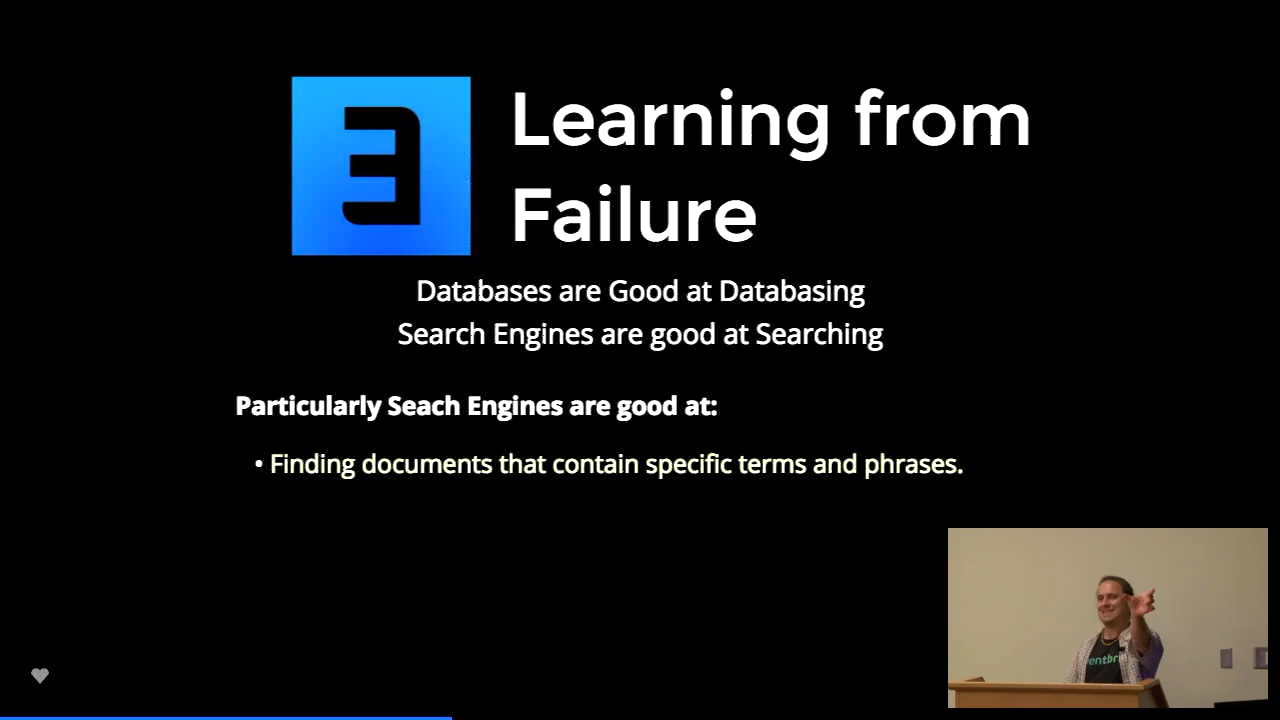 Learning from
Failure
Databases are Good at Databasing
Search Engines are good at Searching
Particularly Seach Engines are good at:
• Finding documents that contain specific terms and phrases.